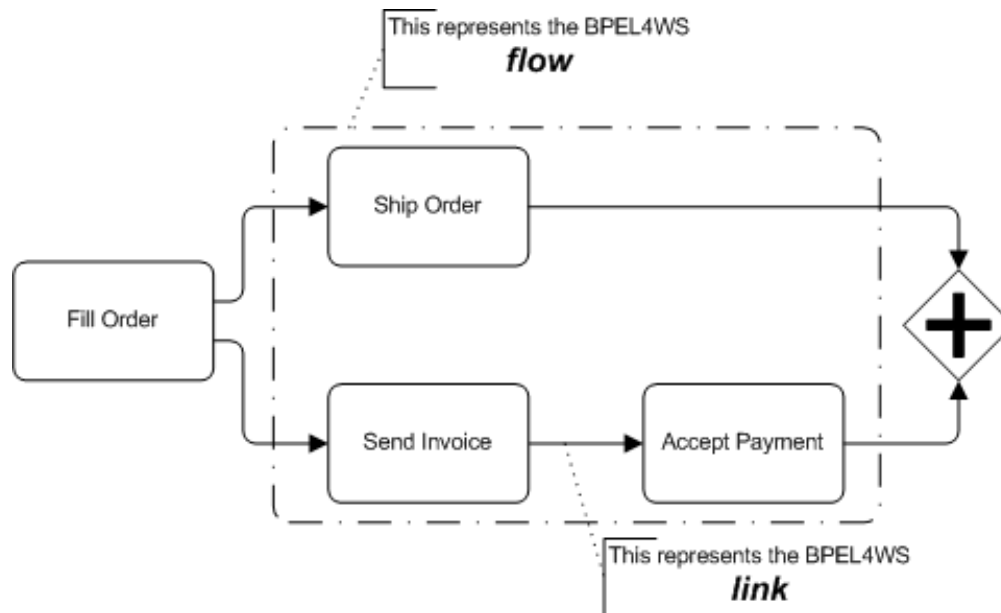 This represents the BPEL4WS
flow
Ship Order
Fill Order
Send Invoice
Accept Payment
This represents the BPEL4WS
link